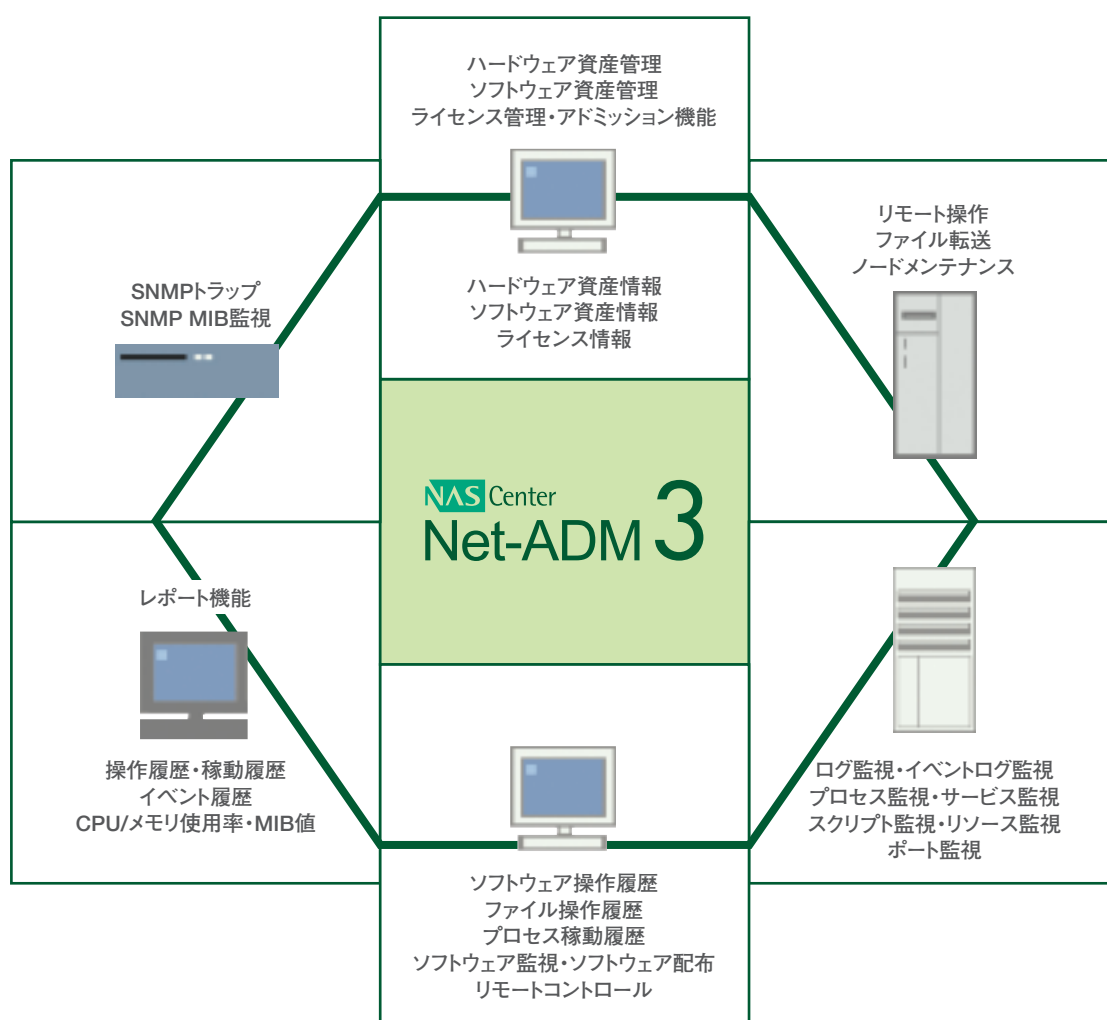 ハードウェア資産管理
ソフトウェア資産管理
ライセンス管理・アドミッション機能
ハードウェア資産情報
ソフトウェア資産情報
ライセンス情報
SNMPトラップ
SNMP MIB監視
リモート操作
ファイル転送
ノードメンテナンス
NAS Center
Net-ADM 3
レポート機能
操作履歴・稼動履歴
イベント履歴
CPU/メモリ使用率・MIB値
ログ監視・イベントログ監視
プロセス監視・サービス監視
スクリプト監視・リソース監視
ポート監視
ソフトウェア操作履歴
ファイル操作履歴
プロセス稼動履歴
ソフトウェア監視・ソフトウェア配布
リモートコントロール